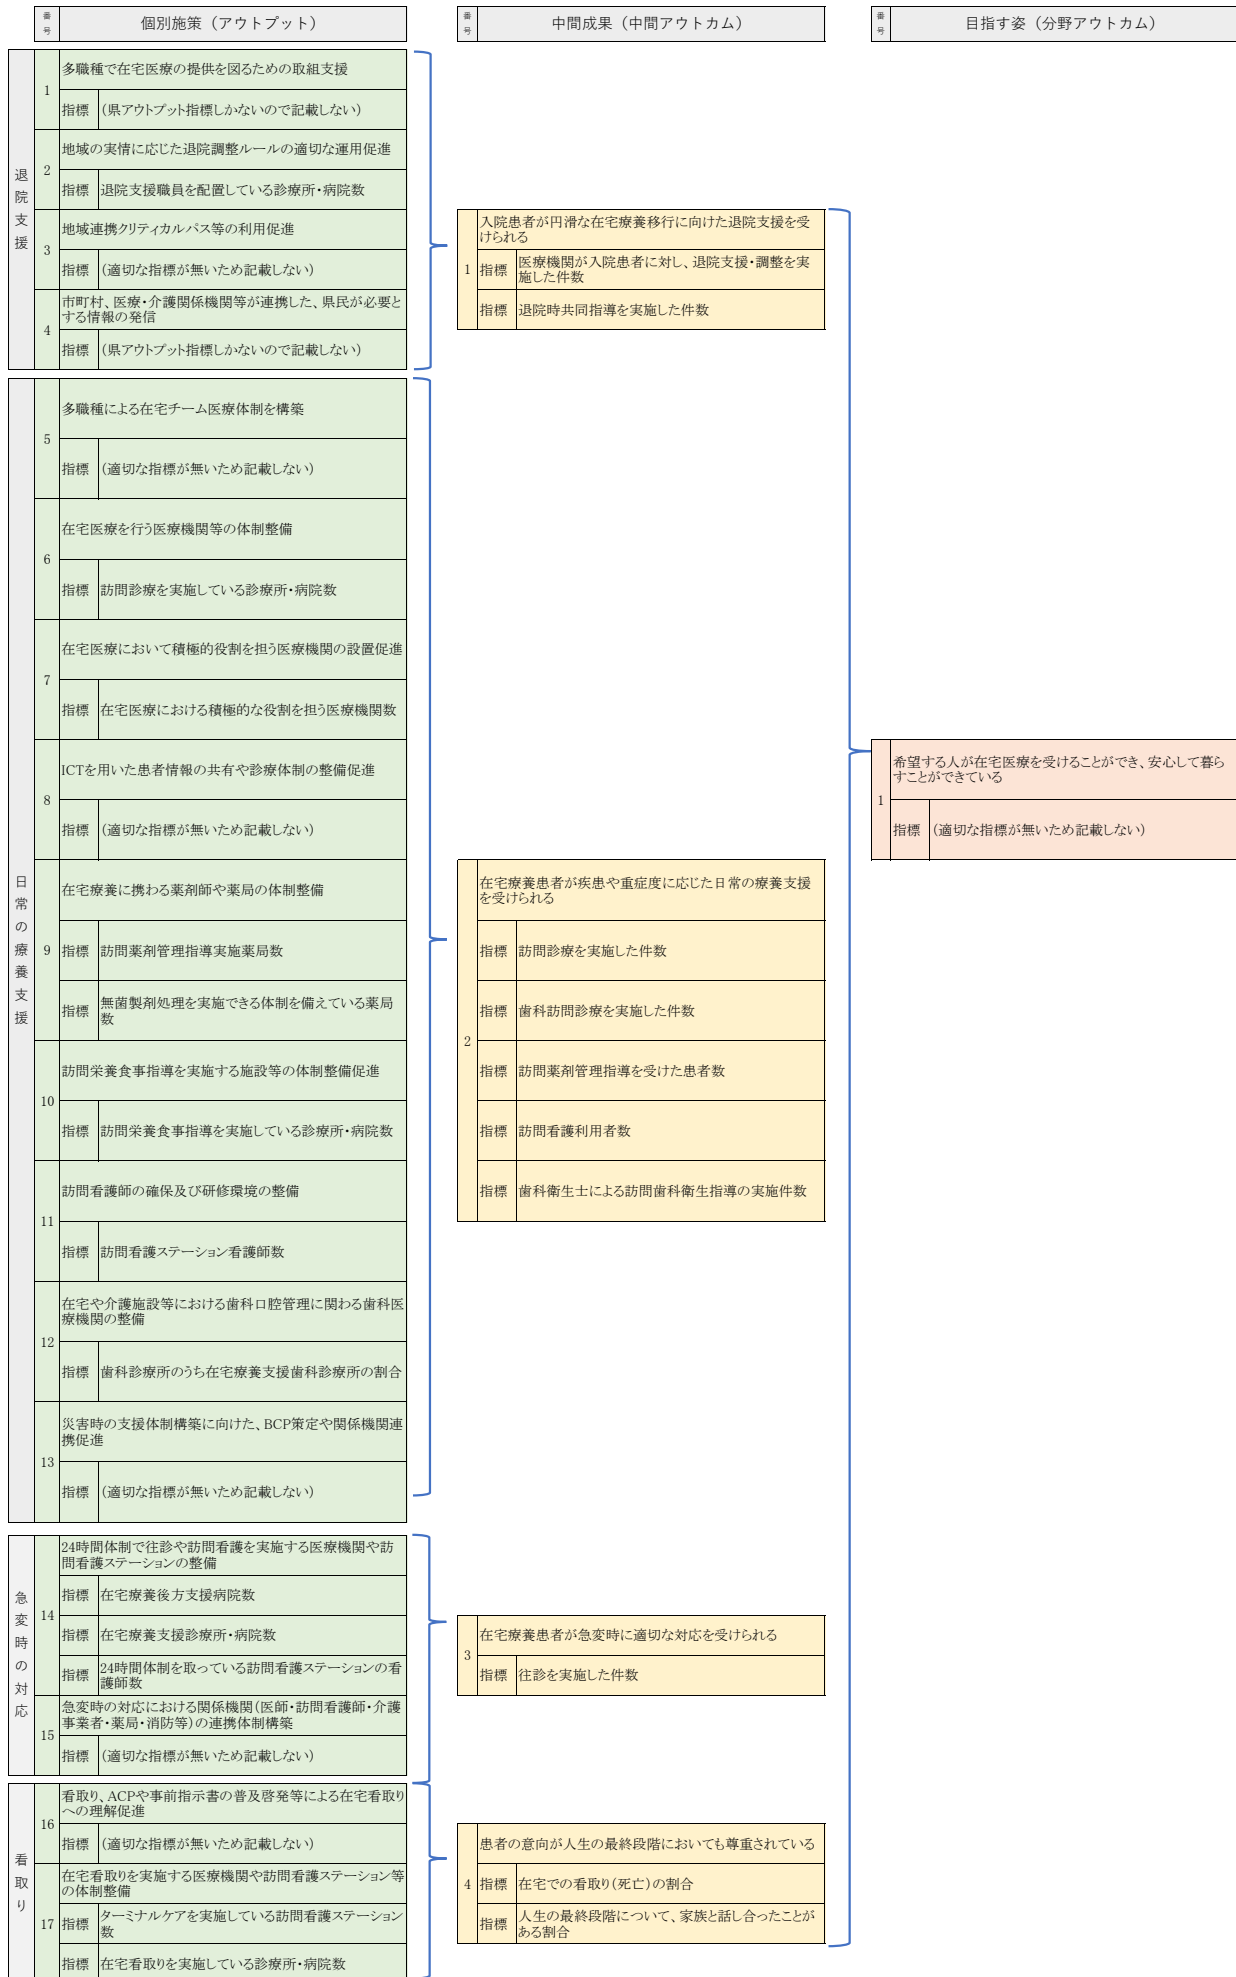 番号
個別施策（アウトプット）
番号
中間成果（中間アウトカム）
番号
目指す姿（分野アウトカム）
退院支援
1
多職種で在宅医療の提供を図るための取組支援
指標
（県アウトプット指標しかないので記載しない）
2
地域の実情に応じた退院調整ルールの適切な運用促進
指標
退院支援職員を配置している診療所・病院数
3
地域連携クリティカルパス等の利用促進
指標
（適切な指標が無いため記載しない）
4
市町村、医療・介護関係機関等が連携した、県民が必要と
する情報の発信
指標
（県アウトプット指標しかないので記載しない）
日常の療養支援
5
多職種による在宅チーム医療体制を構築
指標
（適切な指標が無いため記載しない）
6
在宅医療を行う医療機関等の体制整備
指標
訪問診療を実施している診療所・病院数
7
在宅医療において積極的役割を担う医療機関の設置促進
指標
在宅医療における積極的な役割を担う医療機関数
8
ICTを用いた患者情報の共有や診療体制の整備促進
指標
（適切な指標が無いため記載しない）
9
在宅療養に携わる薬剤師や薬局の体制整備
指標
訪問薬剤管理指導実施薬局数
指標
無菌製剤処理を実施できる体制を備えている薬局
数
10
訪問栄養食事指導を実施する施設等の体制整備促進
指標
訪問栄養食事指導を実施している診療所・病院数
11
訪問看護師の確保及び研修環境の整備
指標
訪問看護ステーション看護師数
12
在宅や介護施設等における歯科口腔管理に関わる歯科医
療機関の整備
指標
歯科診療所のうち在宅療養支援歯科診療所の割合
13
災害時の支援体制構築に向けた、BCP策定や関係機関連
携促進
指標
（適切な指標が無いため記載しない）
急変時の対応
14
24時間体制で往診や訪問看護を実施する医療機関や訪
問看護ステーションの整備
指標
在宅療養後方支援病院数
指標
在宅療養支援診療所・病院数
指標
24時間体制を取っている訪問看護ステーションの看
護師数
15
急変時の対応における関係機関（医師・訪問看護師・介護
事業者・薬局・消防等）の連携体制構築
指標
（適切な指標が無いため記載しない）
看取り
16
看取り、ACPや事前指示書の普及啓発等による在宅看取り
への理解促進
指標
（適切な指標が無いため記載しない）
17
在宅看取りを実施する医療機関や訪問看護ステーション等
の体制整備
指標
ターミナルケアを実施している訪問看護ステーション
数
指標
在宅看取りを実施している診療所・病院数
1
入院患者が円滑な在宅療養移行に向けた退院支援を受
けられる
指標
医療機関が入院患者に対し、退院支援・調整を実
施した件数
指標
退院時共同指導を実施した件数
2
在宅療養患者が疾患や重症度に応じた日常の療養支援
を受けられる
指標
訪問診療を実施した件数
指標
歯科訪問診療を実施した件数
指標
訪問薬剤管理指導を受けた患者数
指標
訪問看護利用者数
指標
歯科衛生士による訪問歯科衛生指導の実施件数
3
在宅療養患者が急変時に適切な対応を受けられる
指標
往診を実施した件数
4
患者の意向が人生の最終段階においても尊重されている
指標
在宅での看取り（死亡）の割合
指標
人生の最終段階について、家族と話し合ったことが
ある割合
1
希望する人が在宅医療を受けることができ、安心して暮ら
すことができている
指標
（適切な指標が無いため記載しない）